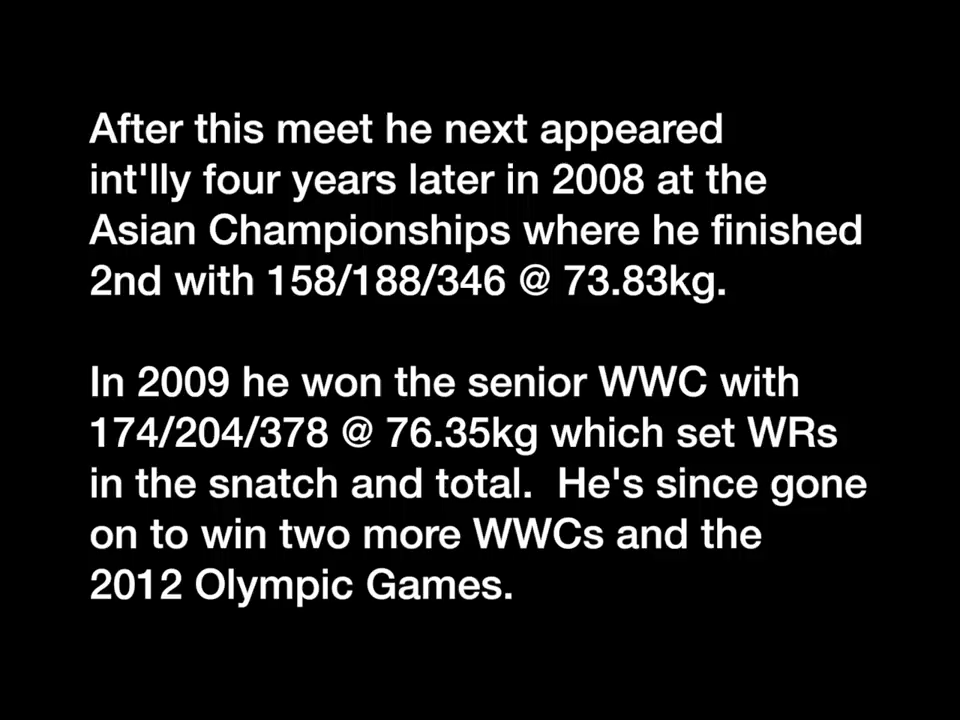 After this meet he next appeared
int'lly four years later in 2008 at the
Asian Championships where he finished
2nd with 158/188/346 @ 73.83kg.
In 2009 he won the senior WWC with
174/204/378 @ 76.35kg which set WRs
in the snatch and total.  He's since gone
on to win two more WWCs and the
2012 Olympic Games.